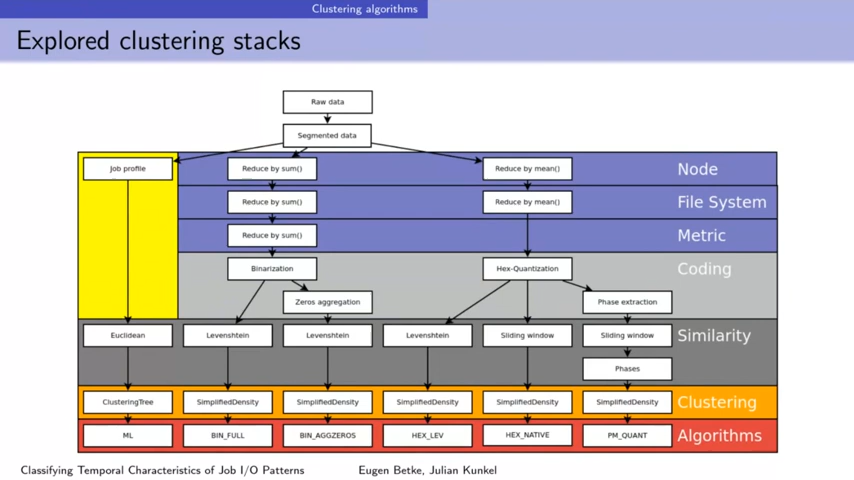 Clustering algorithms
Explored clustering stacks
Raw data
Segmented data
Job profile
Reduce by sum()
Reduce by mean()
Node
Reduce by sum()
Reduce by mean()
File System
Reduce by sum()
Metric
Binarization
Hex-Quantization
Coding
Zeros aggregation
Phase extraction
Euclidean
Levenshtein
Levenshtein
Levenshtein
Sliding window
Sliding window
Similarity
Phases
ClusteringTree
SimplifiedDensity
SimplifiedDensity
SimplifiedDensity
SimplifiedDensity
SimplifiedDensity
Clustering
ML
BIN_FULL
BIN_AGGZEROS
HEX_LEV
HEX_NATIVE
PM_QUANT
Algorithms
Classifying Temporal Characteristics of Job I/O Patterns
Eugen Betke, Julian Kunkel